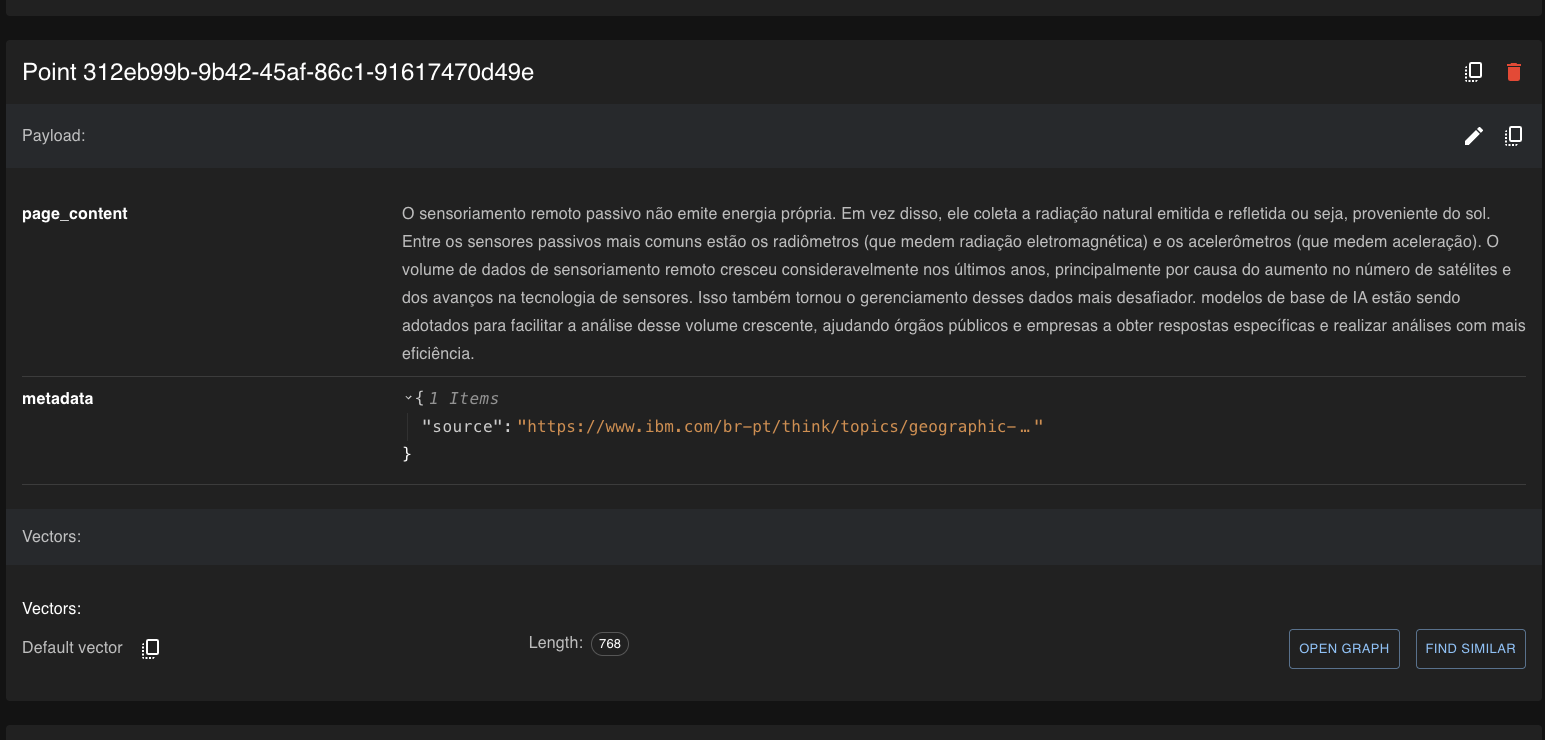 Point 312eb99b-9b42-45af-86c1-91617470d49e
Payload:
page_content
O sensoriamento remoto passivo não emite energia própria. Em vez disso, ele coleta a radiação natural emitida e refletida ou seja, proveniente do sol.
Entre os sensores passivos mais comuns estão os radiômetros (que medem radiação eletromagnética) e os acelerômetros (que medem aceleração). O
volume de dados de sensoriamento remoto cresceu consideravelmente nos últimos anos, principalmente por causa do aumento no número de satélites e
dos avanços na tecnologia de sensores. Isso também tornou o gerenciamento desses dados mais desafiador. modelos de base de IA estão sendo
adotados para facilitar a análise desse volume crescente, ajudando órgãos públicos e empresas a obter respostas específicas e realizar análises com mais
eficiência.
metadata
{ 1 Items
"source": "https://www.ibm.com/br-pt/think/topics/geographic-…"
}
Vectors:
Vectors:
Default vector
Length: 768
OPEN GRAPH
FIND SIMILAR